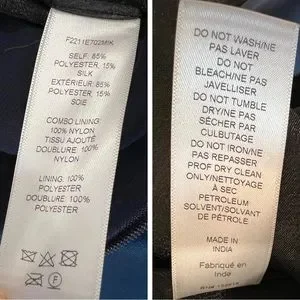 F2211E702MIK
SELF: 85%
POLYESTER, 15%
SILK
EXTÉRIEUR: 85%
POLYESTER, 15%
SOIE
COMBO LINING:
100% NYLON
TISSU AJOUTÉ
DOUBLURE: 100%
NYLON
LINING: 100%
POLYESTER
DOUBLURE: 100%
POLYESTER
F
DO NOT WASH/NE
PAS LAVER
DO NOT
BLEACH/NE PAS
JAVELLISER
DO NOT TUMBLE
DRY/NE PAS
SÉCHER PAR
CULBUTAGE
DO NOT IRON/NE
PAS REPASSER
PROF DRY CLEAN
ONLY/NETTOYAGE
À SEC
PETROLEUM
SOLVENT/SOLVANT
DE PÉTROLE
MADE IN
INDIA
Fabriqué en
Inde